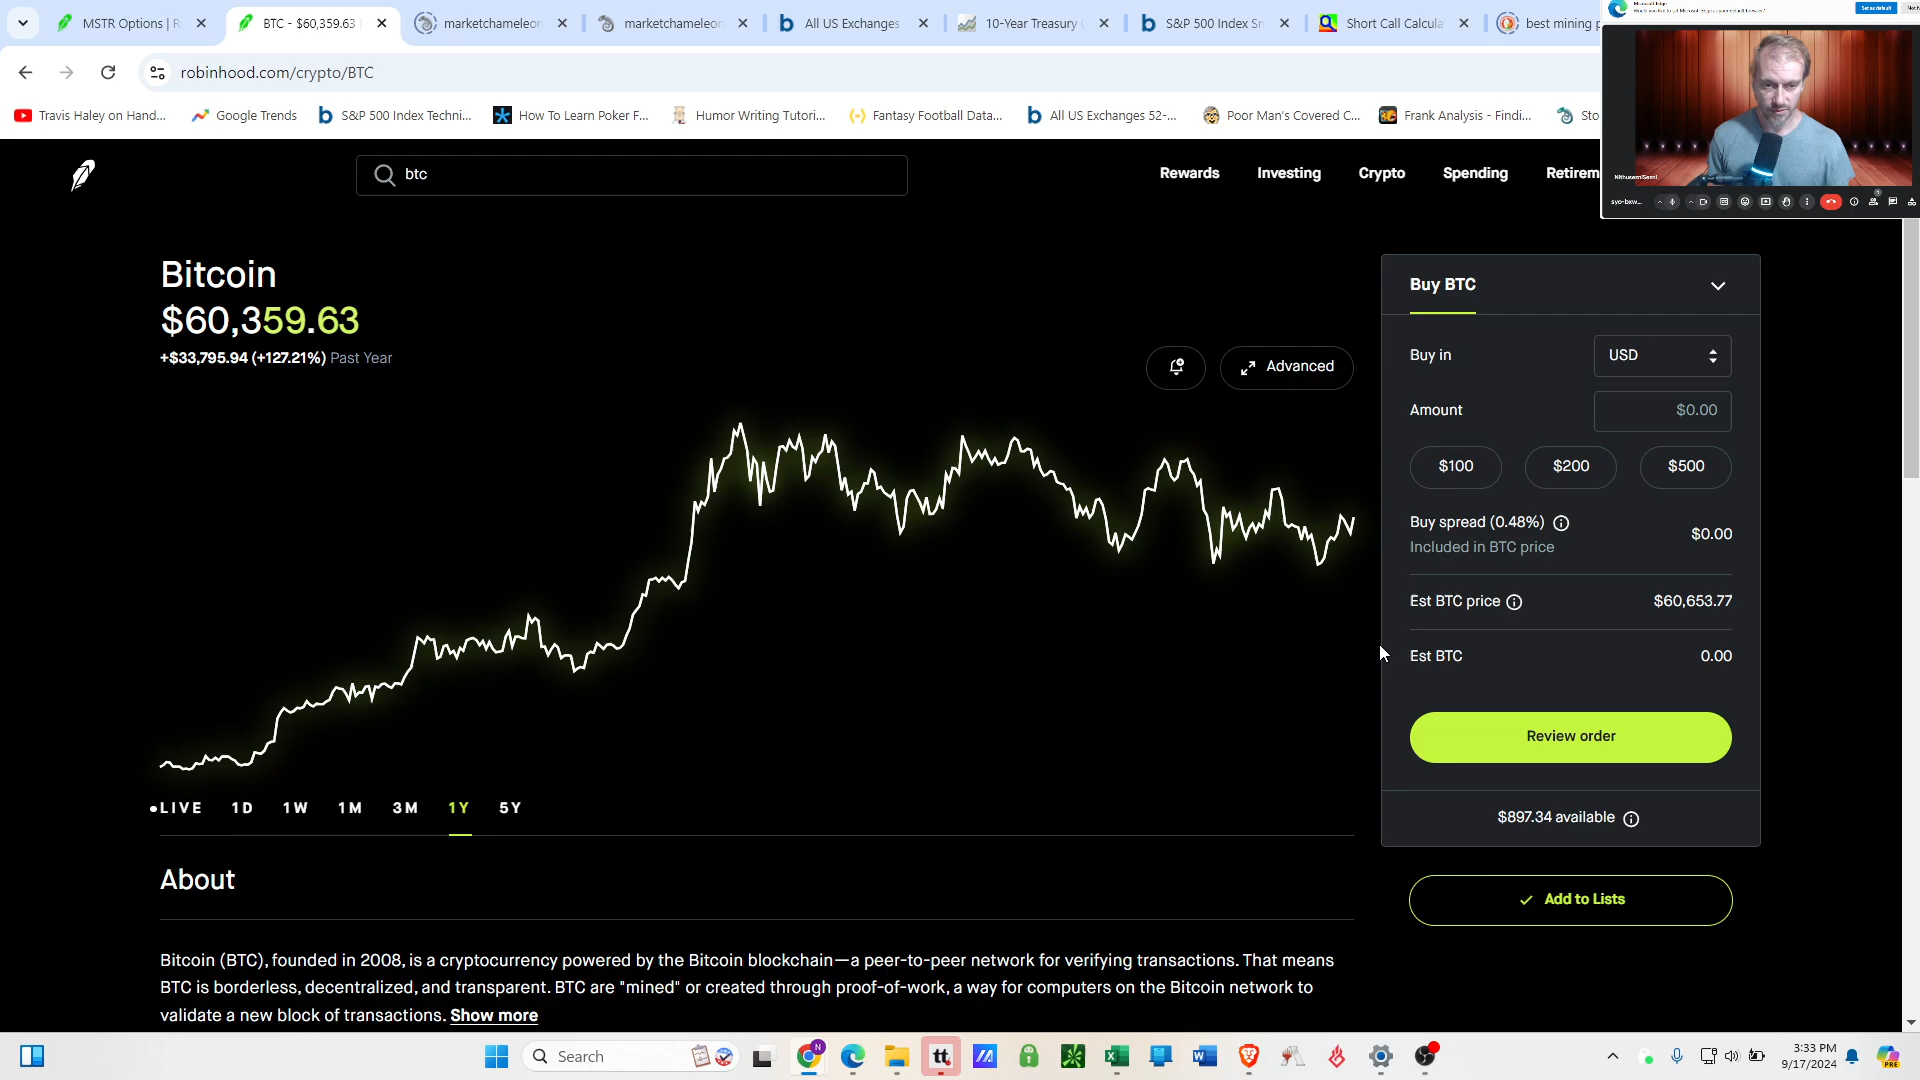 MSTR Options | R
BTC - $60,359.63
marketchameleon
marketchameleon
All US Exchanges
10-Year Treasury
S&P 500 Index Sm
Short Call Calcula
best mining p
robinhood.com/crypto/BTC
Travis Haley on Hand...
Google Trends
S&P 500 Index Techni...
How To Learn Poker F...
Humor Writing Tutori...
Fantasy Football Data...
All US Exchanges 52-...
Poor Man's Covered C...
Frank Analysis - Findi...
Sto
Set as default
btc
Rewards
Investing
Crypto
Spending
Retirem
Bitcoin
$60,359.63
+$33,795.94 (+127.21%) Past Year
Advanced
Buy BTC
Buy in
USD
Amount
$0.00
$100
$200
$500
Buy spread (0.48%)
Included in BTC price
$0.00
Est BTC price
$60,653.77
Est BTC
0.00
Review order
$897.34 available
Add to Lists
LIVE
1D
1W
1M
3M
1Y
5Y
About
Bitcoin (BTC), founded in 2008, is a cryptocurrency powered by the Bitcoin blockchain—a peer-to-peer network for verifying transactions. That means
BTC is borderless, decentralized, and transparent. BTC are "mined" or created through proof-of-work, a way for computers on the Bitcoin network to
validate a new block of transactions. Show more
Search
tt
3:33 PM
9/17/2024